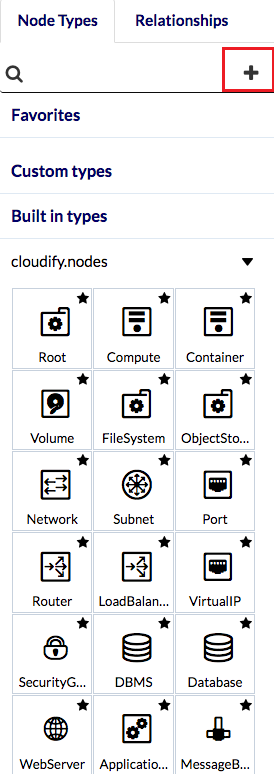 Node Types Relationships
Favorites
Custom types
Built in types
cloudify.nodes
Root Compute Container
Volume FileSystem ObjectSto...
Network Subnet Port
Router LoadBalan... VirtualIP
SecurityG... DBMS Database
WebServer Applicatio... MessageB...